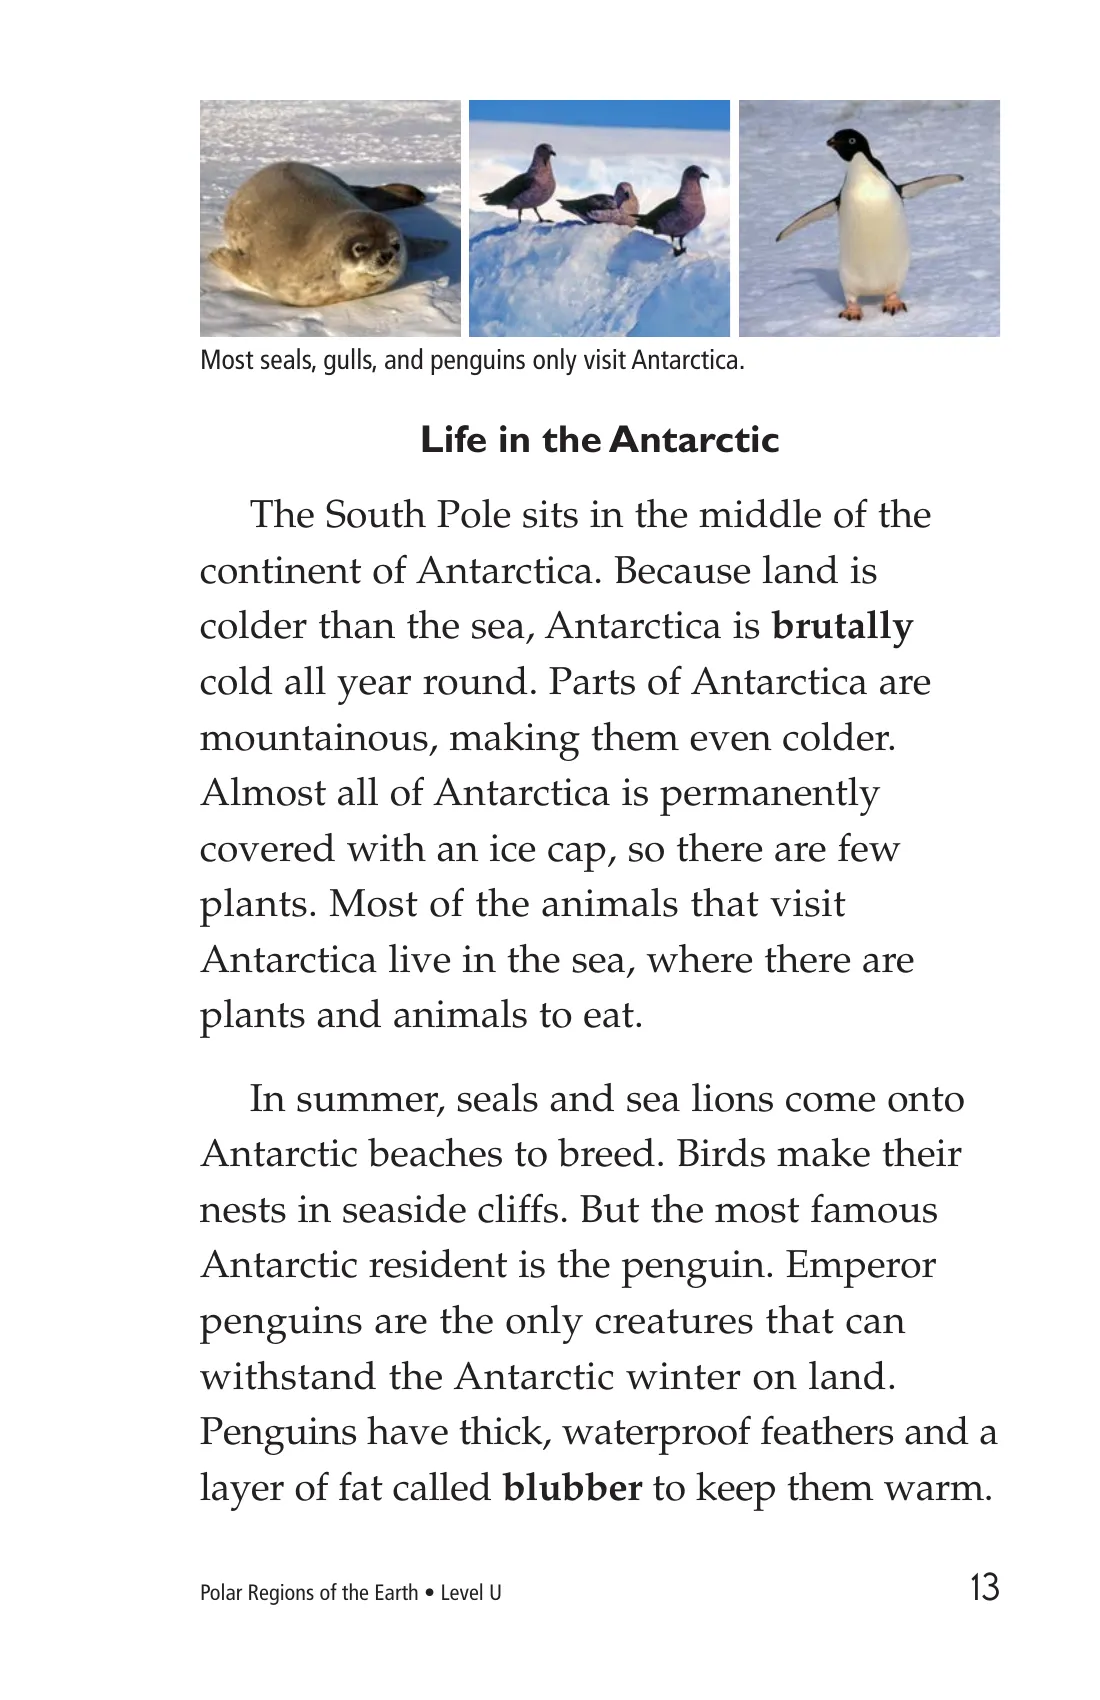 Most seals, gulls, and penguins only visit Antarctica.
Life in the Antarctic
The South Pole sits in the middle of the
continent of Antarctica. Because land is
colder than the sea, Antarctica is brutally
cold all year round. Parts of Antarctica are
mountainous, making them even colder.
Almost all of Antarctica is permanently
covered with an ice cap, so there are few
plants. Most of the animals that visit
Antarctica live in the sea, where there are
plants and animals to eat.
In summer, seals and sea lions come onto
Antarctic beaches to breed. Birds make their
nests in seaside cliffs. But the most famous
Antarctic resident is the penguin. Emperor
penguins are the only creatures that can
withstand the Antarctic winter on land.
Penguins have thick, waterproof feathers and a
layer of fat called blubber to keep them warm.
Polar Regions of the Earth • Level U
13